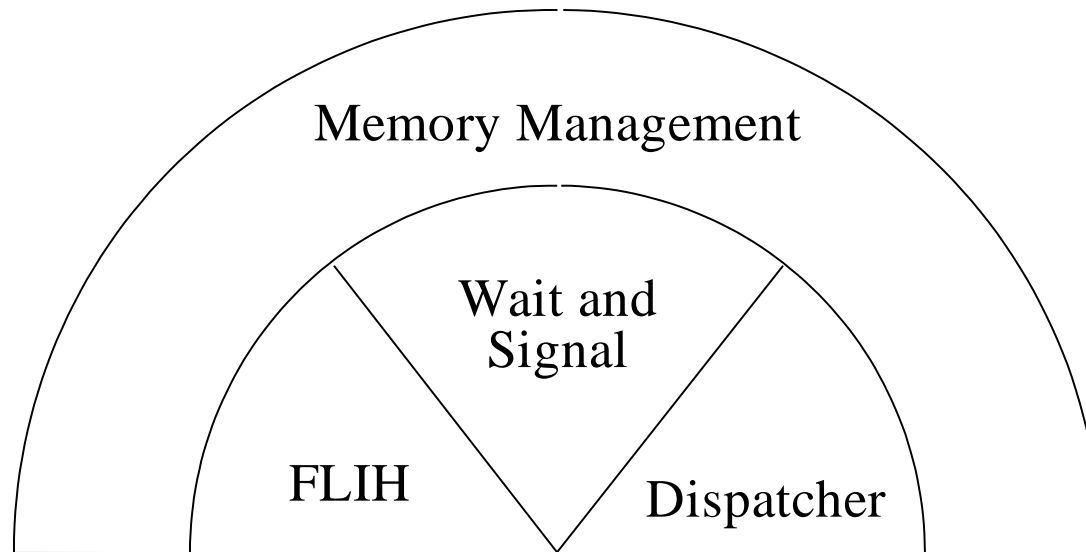 Memory Management
Wait and
Signal
FLIH
Dispatcher